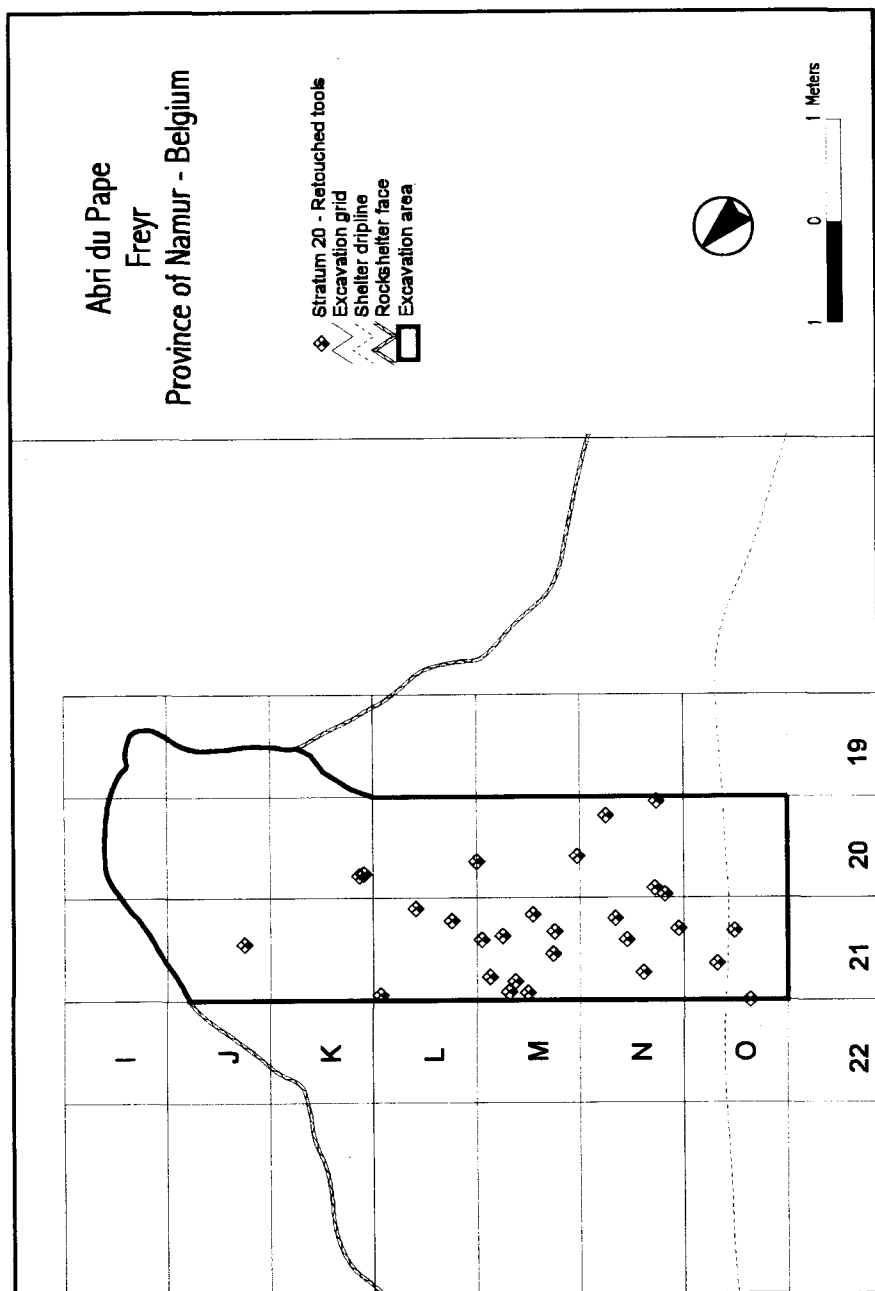 Abri du Pape
Freyr
Province of Namur - Belgium
Stratum 20 - Retouched tools
Excavation grid
Shelter dripline
Rockshelter face
Excavation area
1 0 1 Meters
I
J
K
L
M
N
O
22 21 20 19